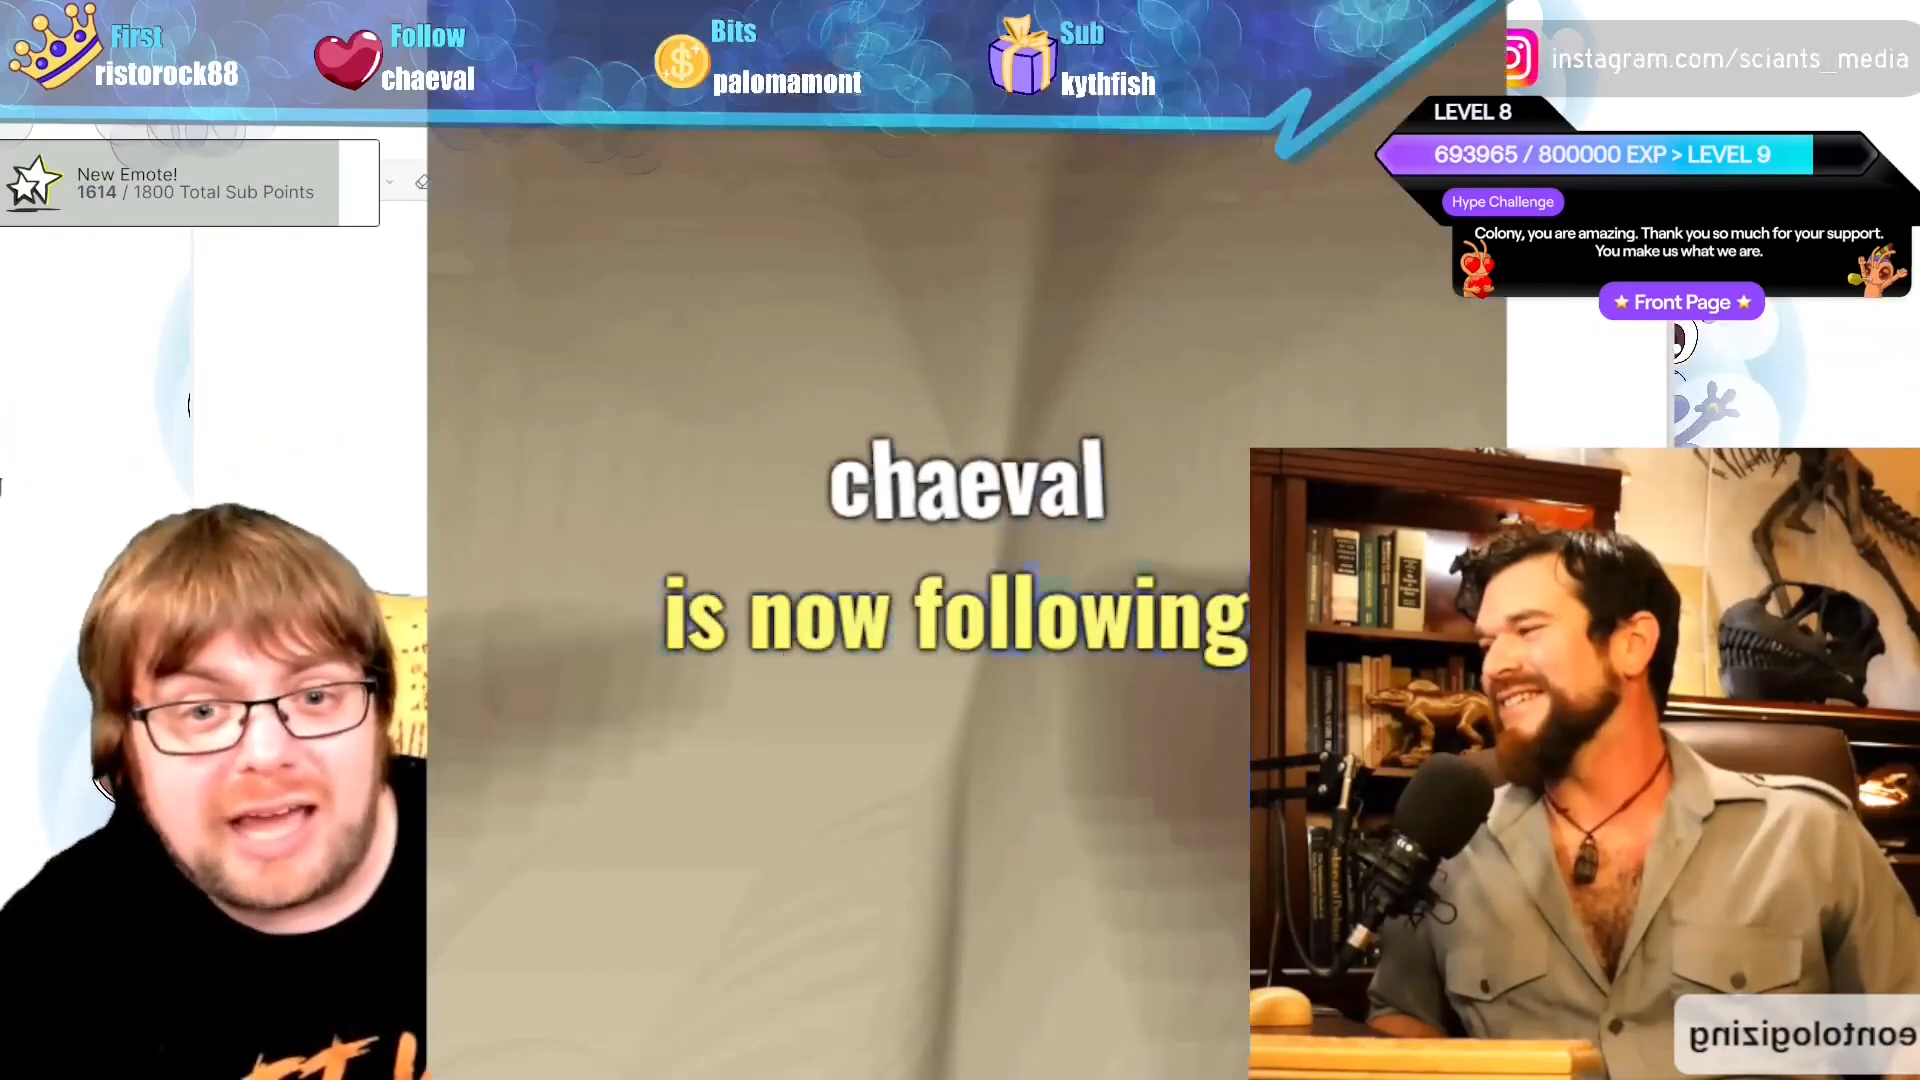 First
ristorock88
Follow
chaeval
Bits
palomamont
Sub
kythfish
instagram.com/sciants_media
LEVEL 8
693965 / 800000 EXP > LEVEL 9
Hype Challenge
Colony, you are amazing. Thank you so much for your support.
You make us what we are.
Front Page
New Emote!
1614 / 1800 Total Sub Points
chaeval
is now following
eontologizing